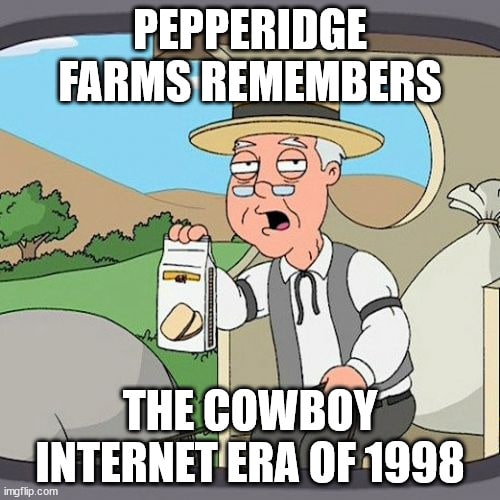 PEPPERIDGE
FARMS REMEMBERS
THE COWBOY
INTERNET ERA OF 1998
imgflip.com